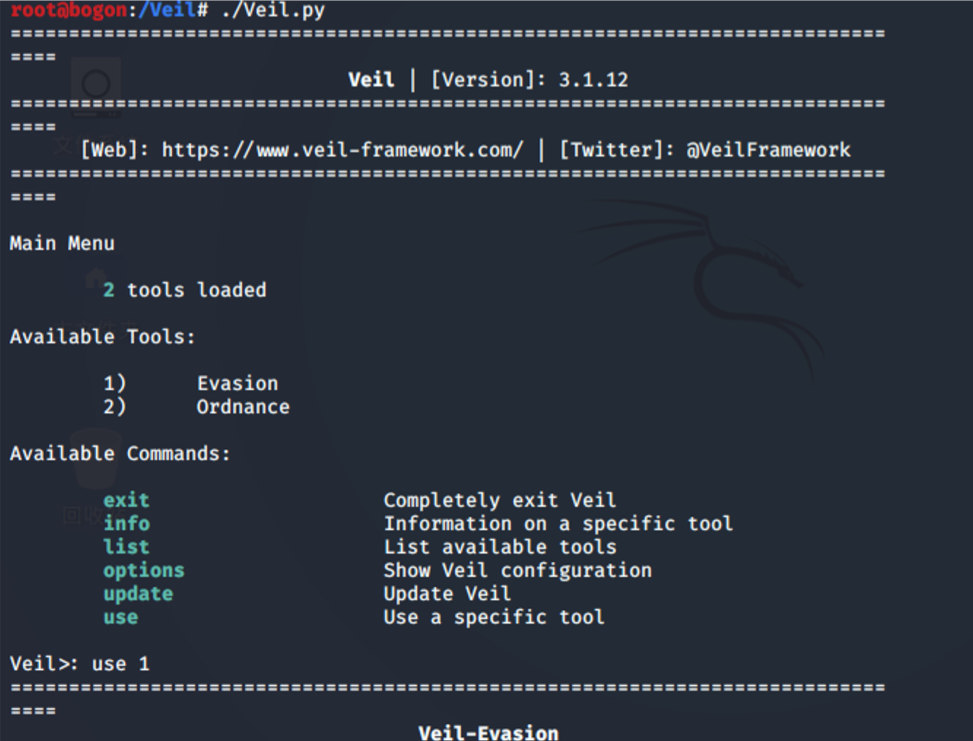 root@bogon:/Veil# ./Veil.py
===========================================================================
====
Veil | [Version]: 3.1.12
===========================================================================
====
[Web]: https://www.veil-framework.com/ | [Twitter]: @VeilFramework
===========================================================================
====
Main Menu
2 tools loaded
Available Tools:
1) Evasion
2) Ordnance
Available Commands:
exit Completely exit Veil
info Information on a specific tool
list List available tools
options Show Veil configuration
update Update Veil
use Use a specific tool
Veil>: use 1
===========================================================================
====
Veil-Evasion